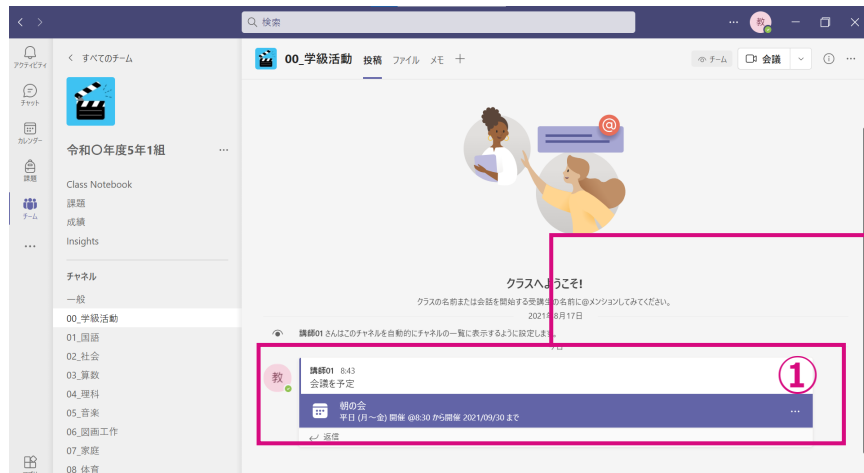 検索
教
アクティビティ
チャット
カレンダー
課題
チーム
すべてのチーム
令和〇年度5年1組
Class Notebook
課題
成績
Insights
チャネル
一般
00_学級活動
01_国語
02_社会
03_算数
04_理科
05_音楽
06_図画工作
07_家庭
08_体育
00_学級活動 投稿 ファイル メモ
チーム 会議
@
クラスへようこそ!
クラスの名前または会話を開始する受講生の名前に@メンションしてみてください。
2021年8月17日
講師01 さんはこのチャネルを自動的にチャネルの一覧に表示するように設定します。
教
講師01 8:43
会議を予定
①
朝の会
平日 (月～金) 開催 @8:30 から開催 2021/09/30 まで
返信